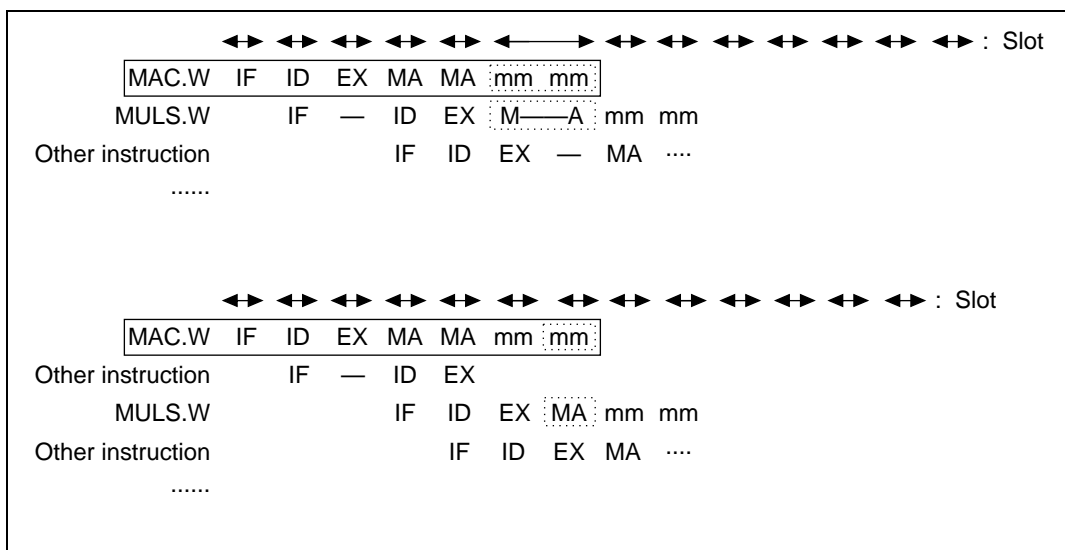 : Slot
MAC.W IF ID EX MA MA mm mm
MULS.W IF — ID EX M——A mm mm
Other instruction IF ID EX — MA ····
......
: Slot
MAC.W IF ID EX MA MA mm mm
Other instruction IF — ID EX
MULS.W IF ID EX MA mm mm
Other instruction IF ID EX MA ····
......